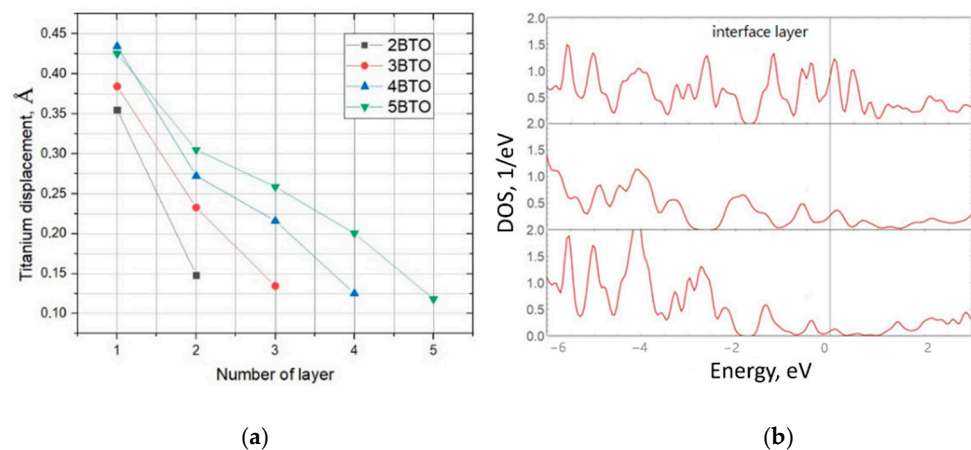 Titanium displacement, Å
0,45
0,40
0,35
0,30
0,25
0,20
0,15
0,10
2BTO
3BTO
4BTO
5BTO
1 2 3 4 5
Number of layer
(a)
DOS, 1/eV
interface layer
2.0
1.5
1.0
0.5
2.0
1.5
1.0
0.5
2.0
1.5
1.0
0.5
0.0
−6 −4 −2 0 2
Energy, eV
(b)